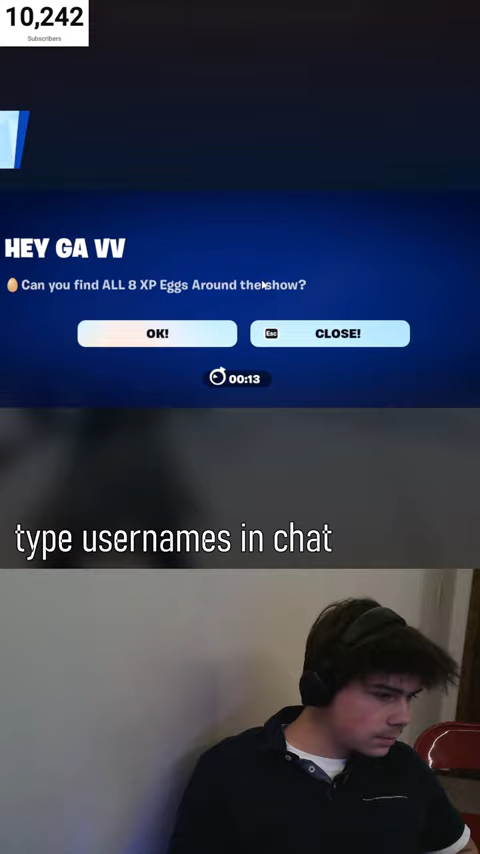 10,242
Subscribers
HEY GA VV
🥚Can you find ALL 8 XP Eggs Around the show?
OK!
Esc CLOSE!
00:13
type usernames in chat